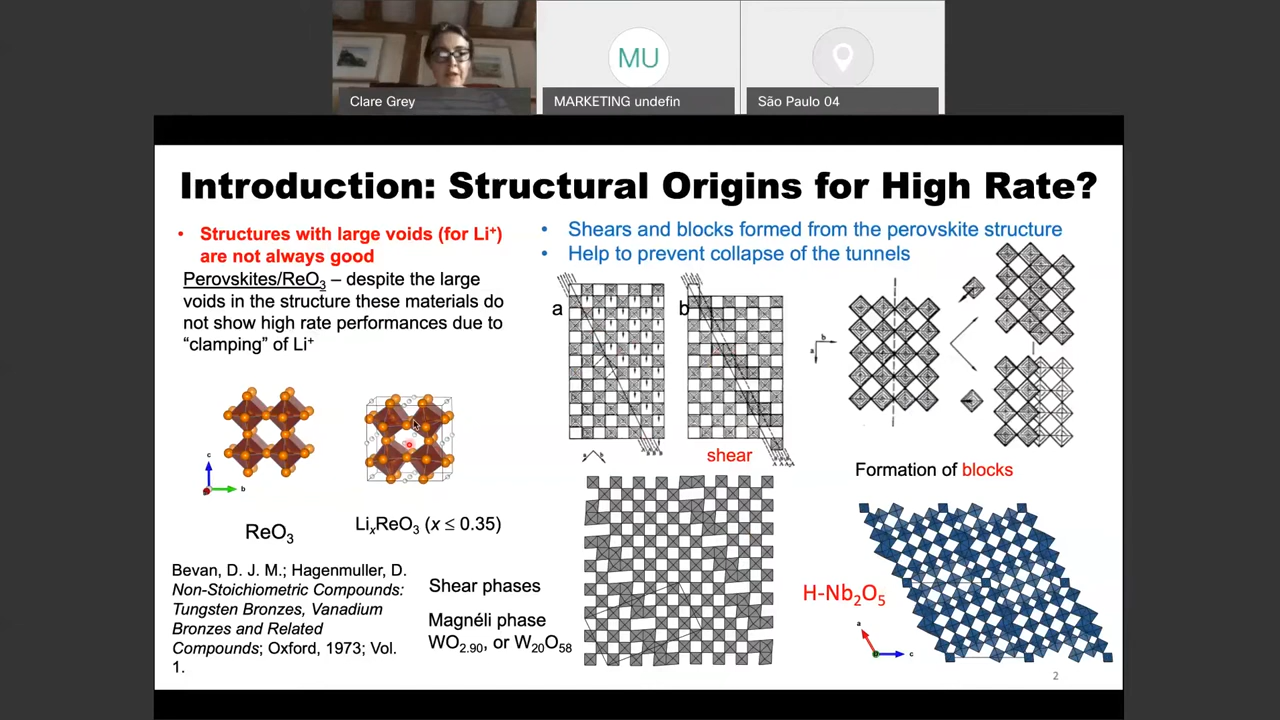 MU
Clare Grey
MARKETING undefin
São Paulo 04
Introduction: Structural Origins for High Rate?
• Structures with large voids (for Li⁺)
are not always good
Perovskites/ReO₃ – despite the large
voids in the structure these materials do
not show high rate performances due to
“clamping” of Li⁺
• Shears and blocks formed from the perovskite structure
• Help to prevent collapse of the tunnels
a
b
b
a
shear
Formation of blocks
c
b
ReO₃
LiₓReO₃ (x ≤ 0.35)
Bevan, D. J. M.; Hagenmuller, D.
Non-Stoichiometric Compounds:
Tungsten Bronzes, Vanadium
Bronzes and Related
Compounds; Oxford, 1973; Vol.
1.
Shear phases
Magnéli phase
WO₂.₉₀, or W₂₀O₅₈
H-Nb₂O₅
a
c
2